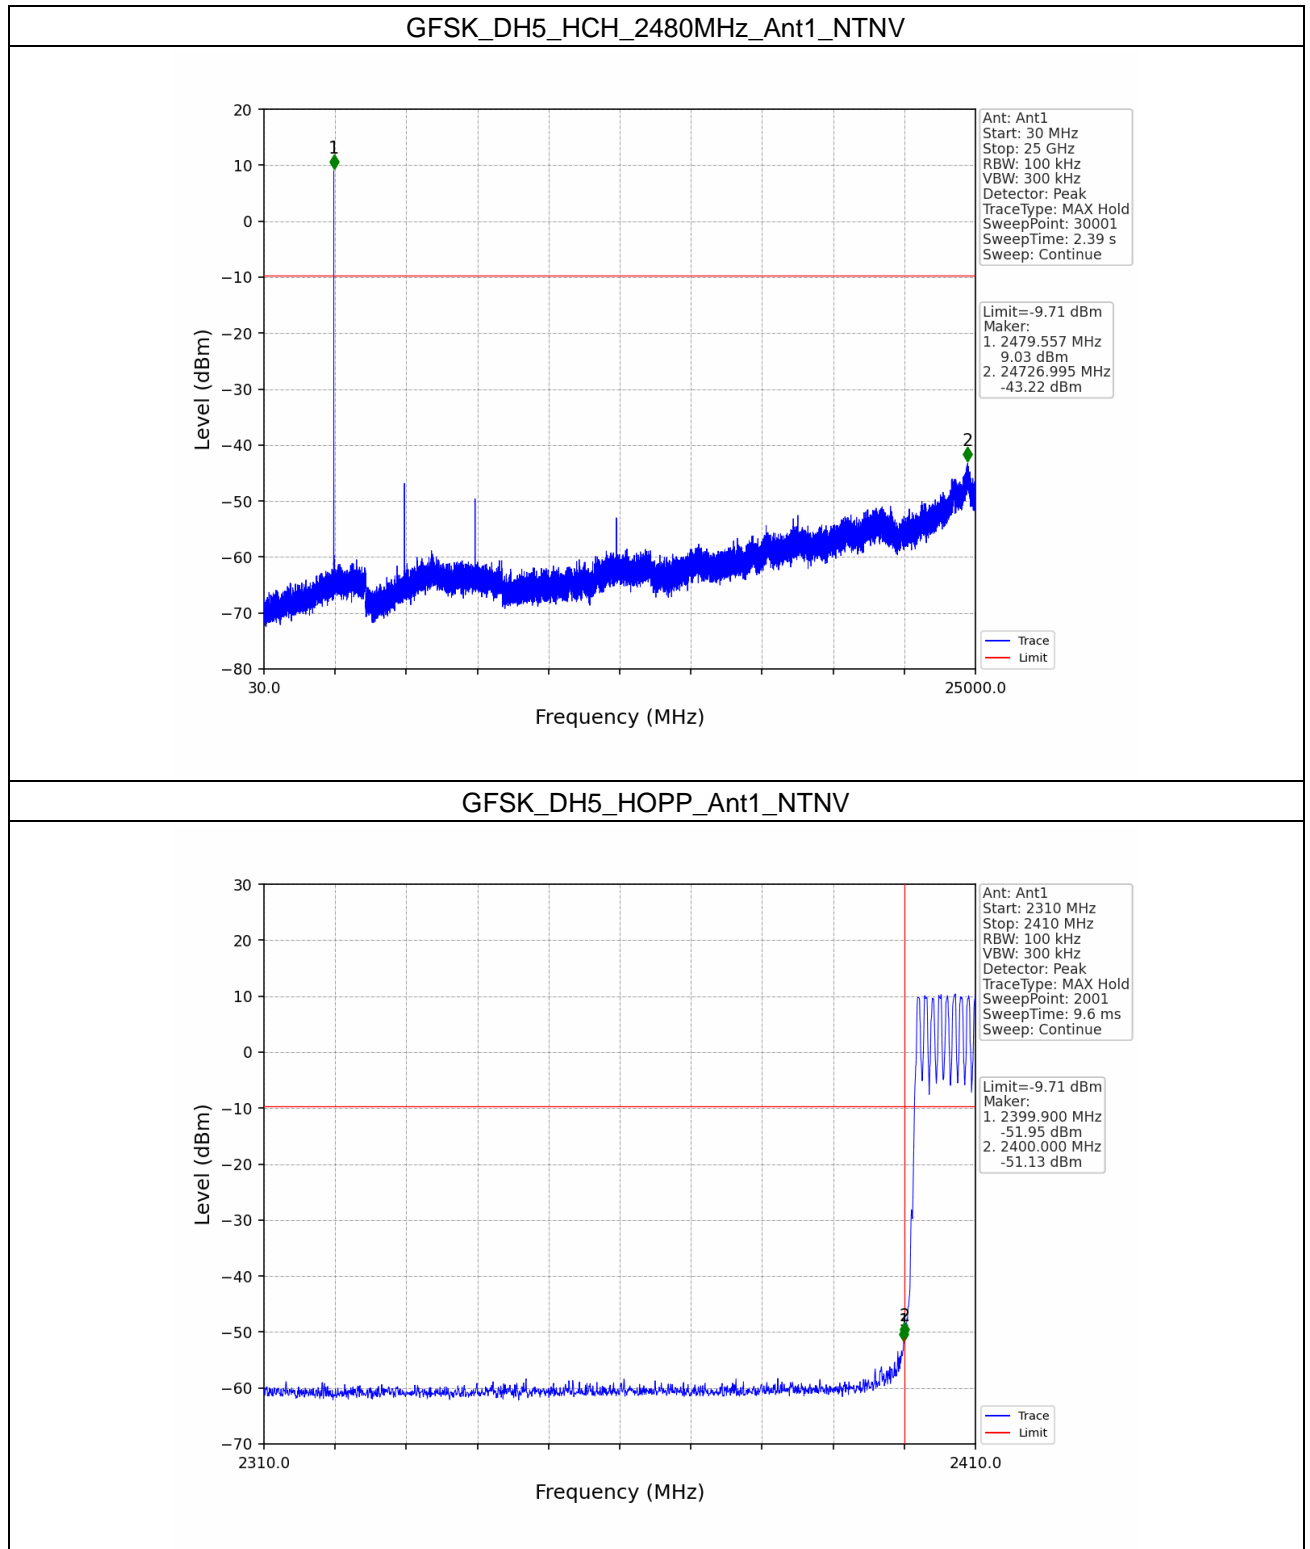 GFSK_DH5_HCH_2480MHz_Ant1_NTNV
20
10
0
−10
−20
−30
−40
−50
−60
−70
−80
Level (dBm)
1
2
30.0
25000.0
Frequency (MHz)
Ant: Ant1
Start: 30 MHz
Stop: 25 GHz
RBW: 100 kHz
VBW: 300 kHz
Detector: Peak
TraceType: MAX Hold
SweepPoint: 30001
SweepTime: 2.39 s
Sweep: Continue
Limit=-9.71 dBm
Maker:
1. 2479.557 MHz
9.03 dBm
2. 24726.995 MHz
-43.22 dBm
Trace
Limit
GFSK_DH5_HOPP_Ant1_NTNV
30
20
10
0
−10
−20
−30
−40
−50
−60
−70
Level (dBm)
2
2310.0
2410.0
Frequency (MHz)
Ant: Ant1
Start: 2310 MHz
Stop: 2410 MHz
RBW: 100 kHz
VBW: 300 kHz
Detector: Peak
TraceType: MAX Hold
SweepPoint: 2001
SweepTime: 9.6 ms
Sweep: Continue
Limit=-9.71 dBm
Maker:
1. 2399.900 MHz
-51.95 dBm
2. 2400.000 MHz
-51.13 dBm
Trace
Limit